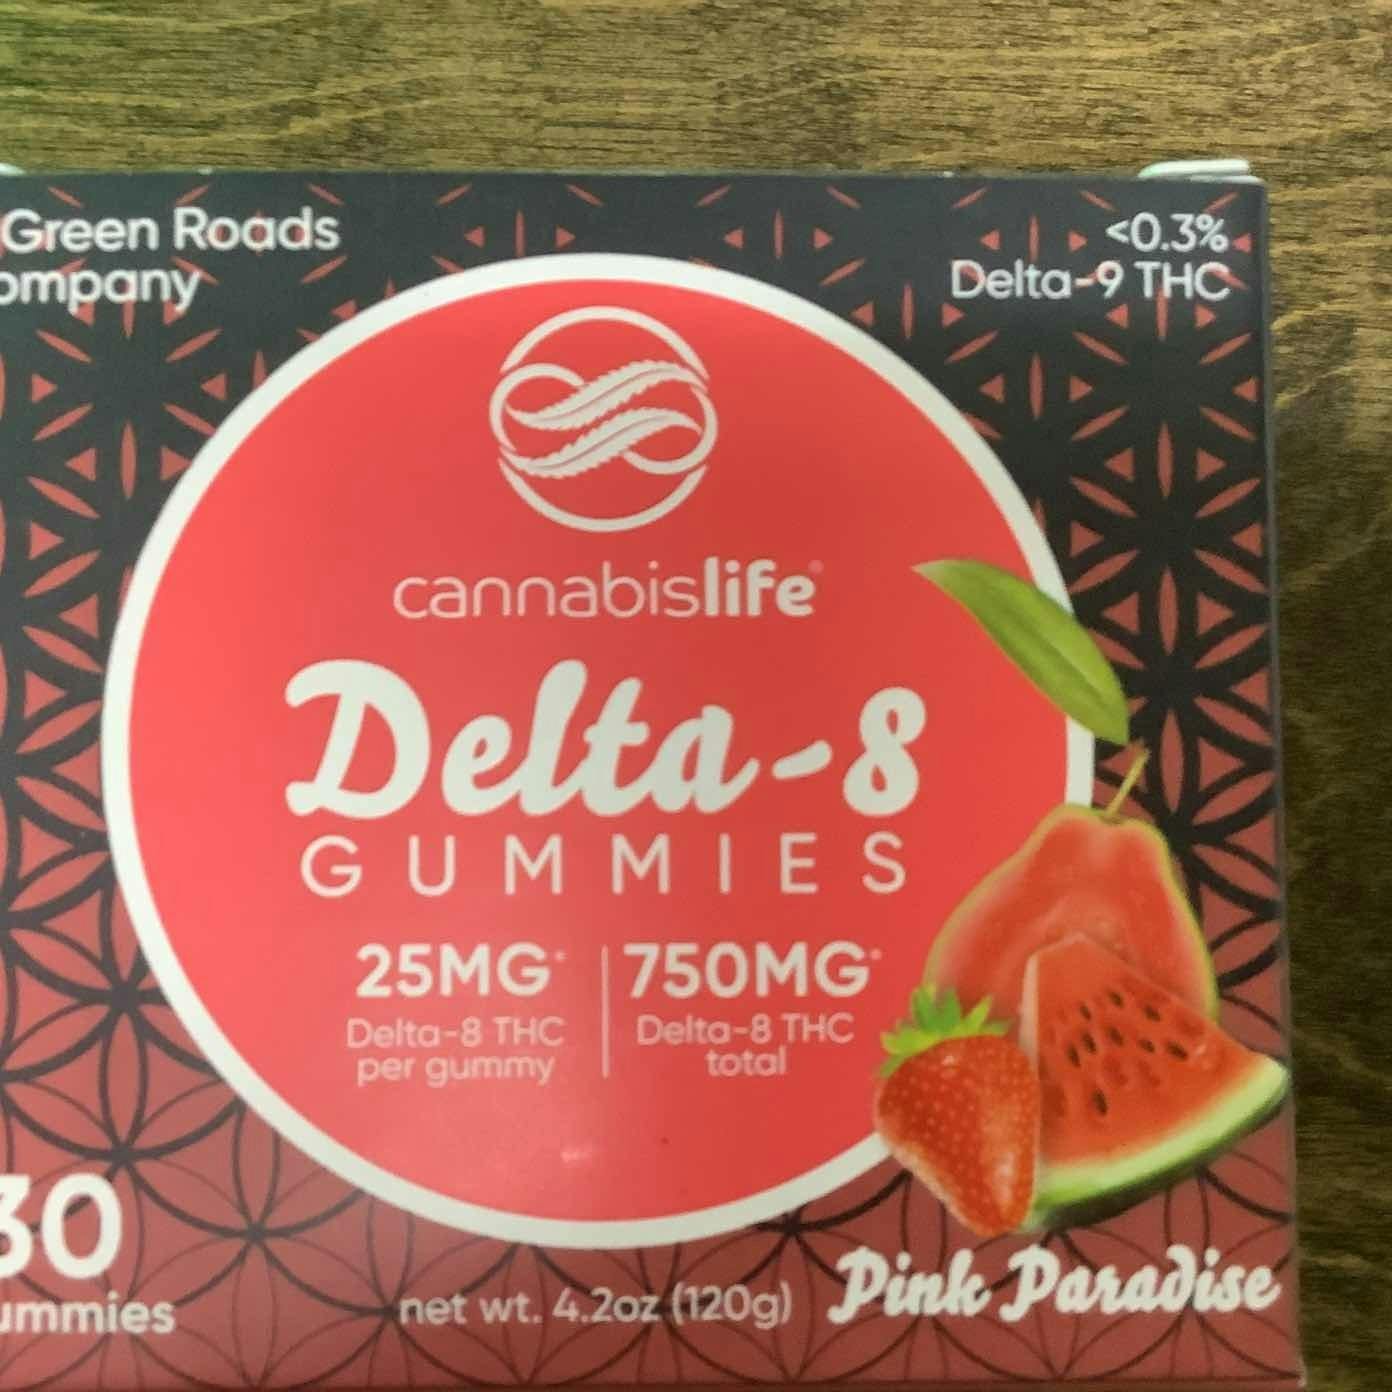 Green Roads
ompany
<0.3%
Delta-9 THC
cannabislife®
Delta-8
GUMMIES
25MG*
Delta-8 THC
per gummy
750MG*
Delta-8 THC
total
30
ummies
net wt. 4.2oz (120g)
Pink Paradise